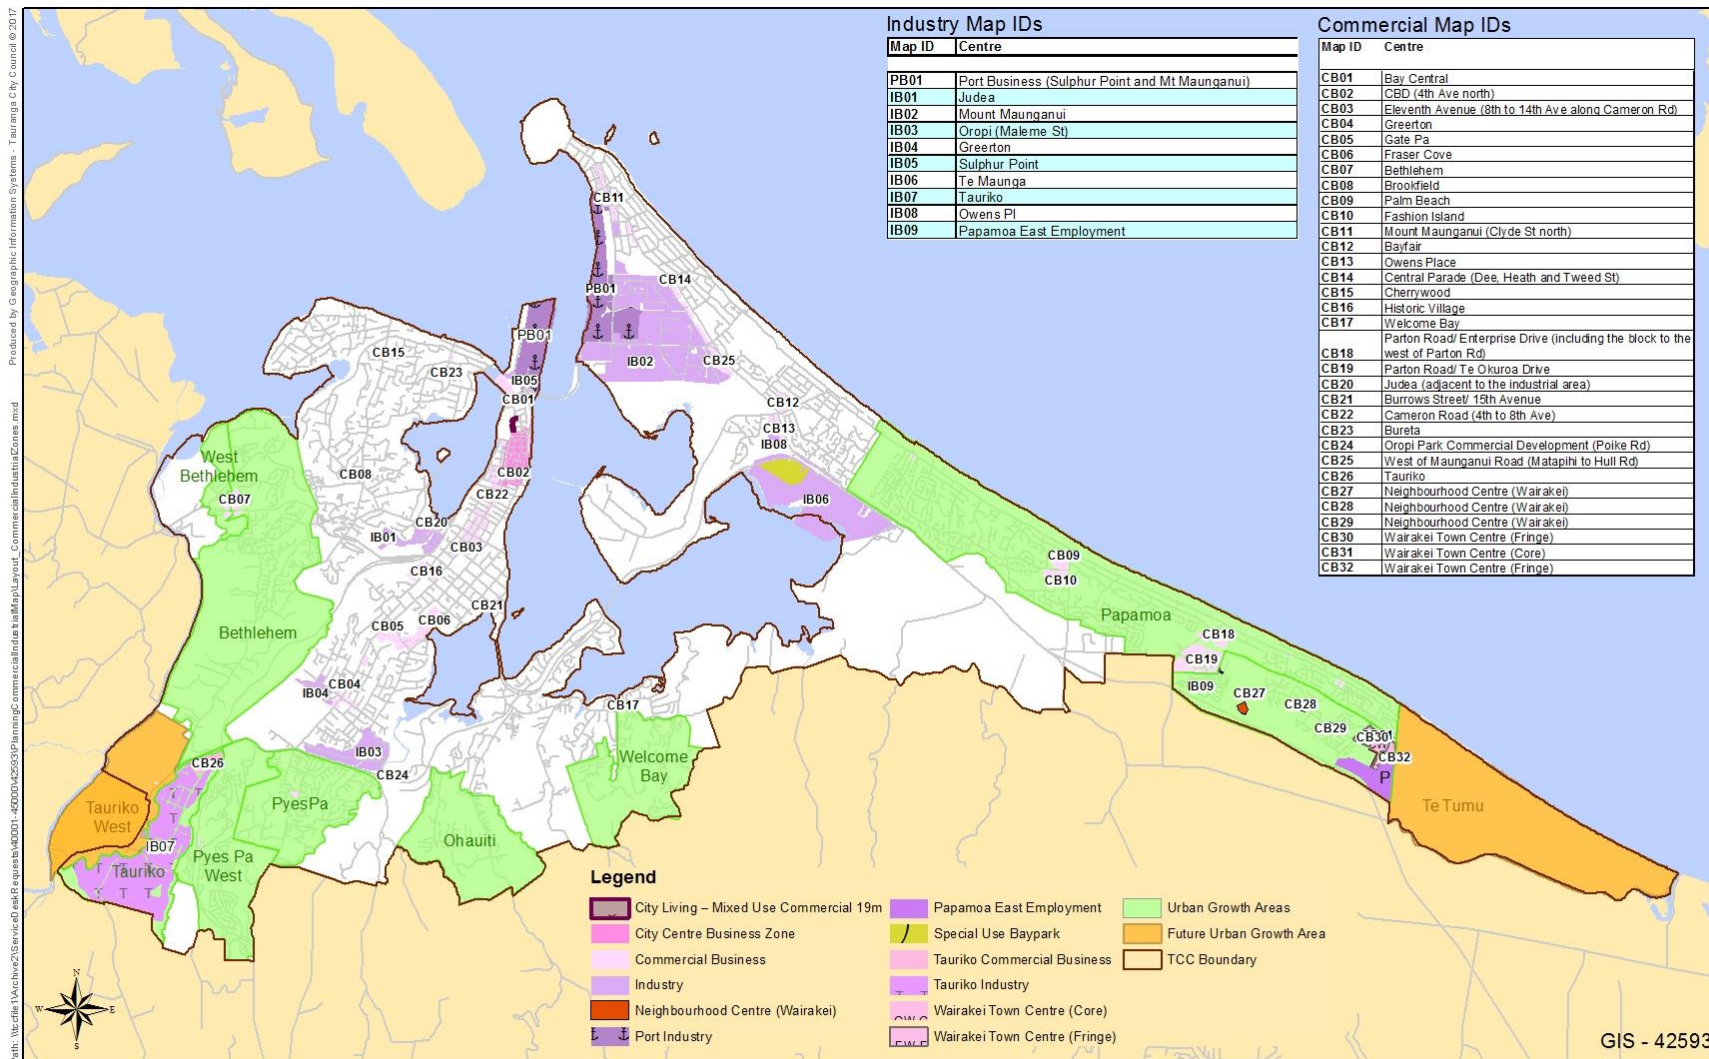 Produced by Geographic Information Systems - Tauranga City Council © 2017
Industry Map IDs
Map ID Centre
PB01 Port Business (Sulphur Point and Mt Maunganui)
IB01 Judea
IB02 Mount Maunganui
IB03 Oropi (Maleme St)
IB04 Greerton
IB05 Sulphur Point
IB06 Te Maunga
IB07 Tauriko
IB08 Owens Pl
IB09 Papamoa East Employment
Commercial Map IDs
Map ID Centre
CB01 Bay Central
CB02 CBD (4th Ave north)
CB03 Eleventh Avenue (8th to 14th Ave along Cameron Rd)
CB04 Greerton
CB05 Gate Pa
CB06 Fraser Cove
CB07 Bethlehem
CB08 Brookfield
CB09 Palm Beach
CB10 Fashion Island
CB11 Mount Maunganui (Clyde St north)
CB12 Bayfair
CB13 Owens Place
CB14 Central Parade (Dee, Heath and Tweed St)
CB15 Cherrywood
CB16 Historic Village
CB17 Welcome Bay
Parton Road/ Enterprise Drive (including the block to the
CB18 west of Parton Rd)
CB19 Parton Road/ Te Okuroa Drive
CB20 Judea (adjacent to the industrial area)
CB21 Burrows Street/ 15th Avenue
CB22 Cameron Road (4th to 8th Ave)
CB23 Bureta
CB24 Oropi Park Commercial Development (Poike Rd)
CB25 West of Maunganui Road (Matapihi to Hull Rd)
CB26 Tauriko
CB27 Neighbourhood Centre (Wairakei)
CB28 Neighbourhood Centre (Wairakei)
CB29 Neighbourhood Centre (Wairakei)
CB30 Wairakei Town Centre (Fringe)
CB31 Wairakei Town Centre (Core)
CB32 Wairakei Town Centre (Fringe)
CB11
CB14
PB01
PB01
CB15
IB02
CB25
CB23
IB05
CB01
CB12
CB13
IB08
West
Bethlehem
CB08
CB02
CB07
CB22
IB06
CB20
IB01
CB03
CB09
CB16
CB10
CB21
Papamoa
CB06
CB05
Bethlehem
CB18
CB19
CB04
IB04
IB09
CB27
CB17
CB28
CB29
CB30
IB03
Welcome
Bay
CB32
CB26
CB24
P
PyesPa
Te Tumu
Tauriko
West
IB07
Ohauiti
Pyes Pa
West
Tauriko
Legend
City Living – Mixed Use Commercial 19m
City Centre Business Zone
Commercial Business
Industry
Neighbourhood Centre (Wairakei)
Port Industry
Papamoa East Employment
Special Use Baypark
Tauriko Commercial Business
Tauriko Industry
Wairakei Town Centre (Core)
Wairakei Town Centre (Fringe)
Urban Growth Areas
Future Urban Growth Area
TCC Boundary
N
W E
S
GIS - 42593